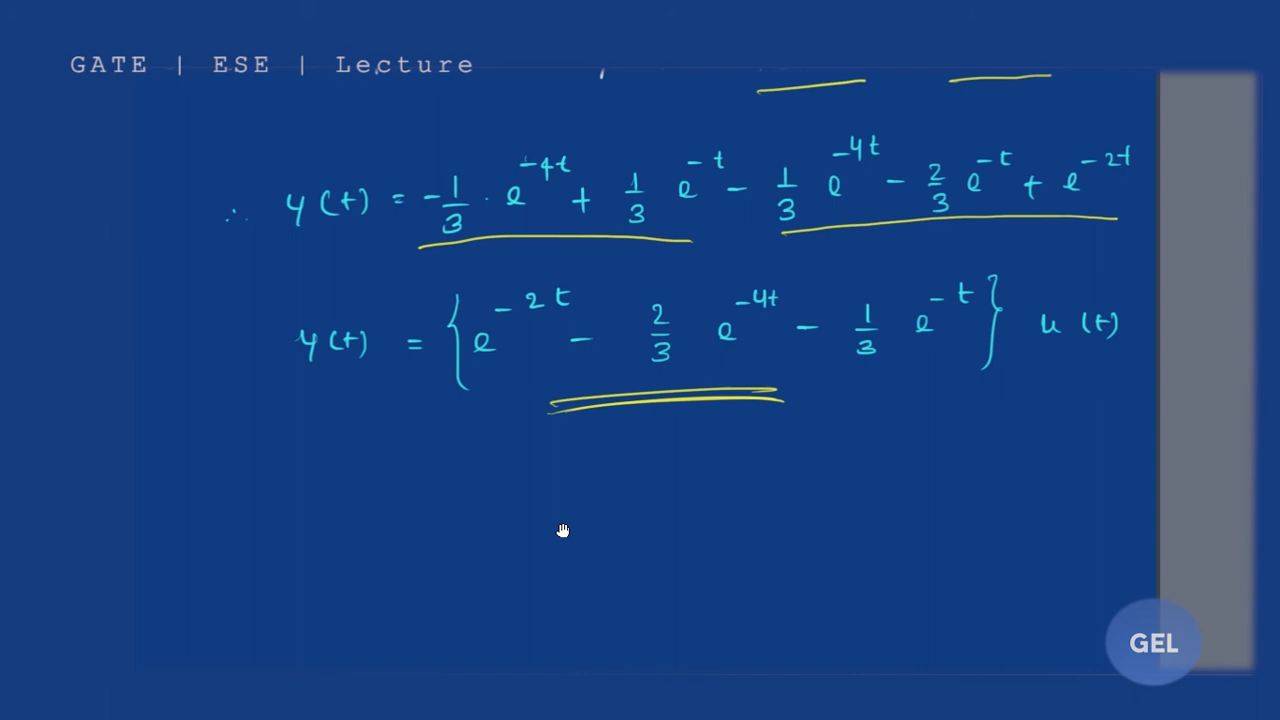 GATE | ESE | Lecture
∴ y(t) = -1/3 · e^{-4t} + 1/3 e^{-t} - 1/3 e^{-4t} - 2/3 e^{-t} + e^{-2t}
y(t) = {e^{-2t} - 2/3 e^{-4t} - 1/3 e^{-t}} u(t)
GEL